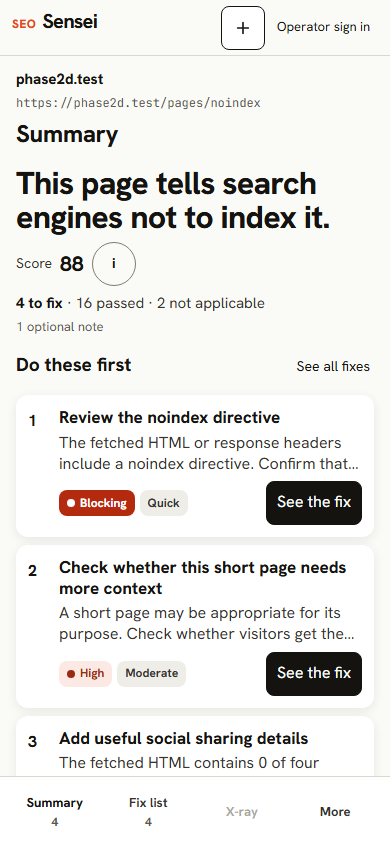 SEO Sensei
+
Operator sign in
phase2d.test
https://phase2d.test/pages/noindex
Summary
This page tells search
engines not to index it.
Score 88 i
4 to fix · 16 passed · 2 not applicable
1 optional note
Do these first
See all fixes
1
Review the noindex directive
The fetched HTML or response headers
include a noindex directive. Confirm that...
Blocking
Quick
See the fix
2
Check whether this short page needs
more context
A short page may be appropriate for its
purpose. Check whether visitors get the...
High
Moderate
See the fix
3
Add useful social sharing details
The fetched HTML contains 0 of four
Summary
4
Fix list
4
X-ray
More